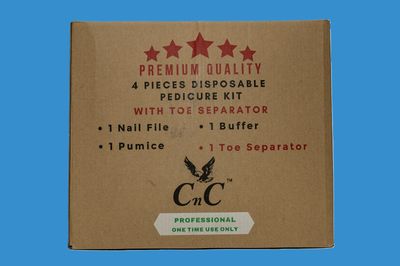 PREMIUM QUALITY
4 PIECES DISPOSABLE
PEDICURE KIT
WITH TOE SEPARATOR
• 1 Nail File • 1 Buffer
• 1 Pumice • 1 Toe Separator
CnC™
PROFESSIONAL
ONE TIME USE ONLY